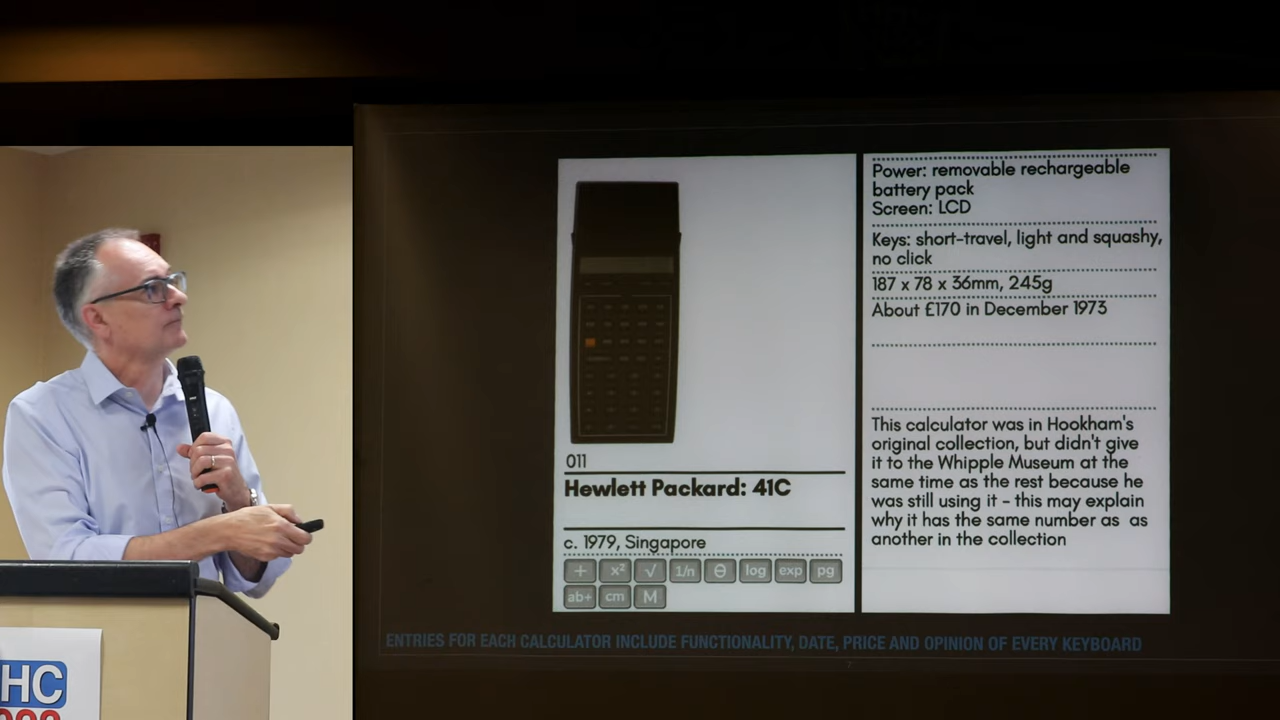 Power: removable rechargeable
battery pack
Screen: LCD
Keys: short-travel, light and squashy,
no click
187 x 78 x 36mm, 245g
About £170 in December 1973
This calculator was in Hookham's
original collection, but didn't give
it to the Whipple Museum at the
same time as the rest because he
was still using it - this may explain
why it has the same number as as
another in the collection
011
Hewlett Packard: 41C
c. 1979, Singapore
+ x² √ 1/n Θ log exp pg
ab+ cm M
ENTRIES FOR EACH CALCULATOR INCLUDE FUNCTIONALITY, DATE, PRICE AND OPINION OF EVERY KEYBOARD
HC